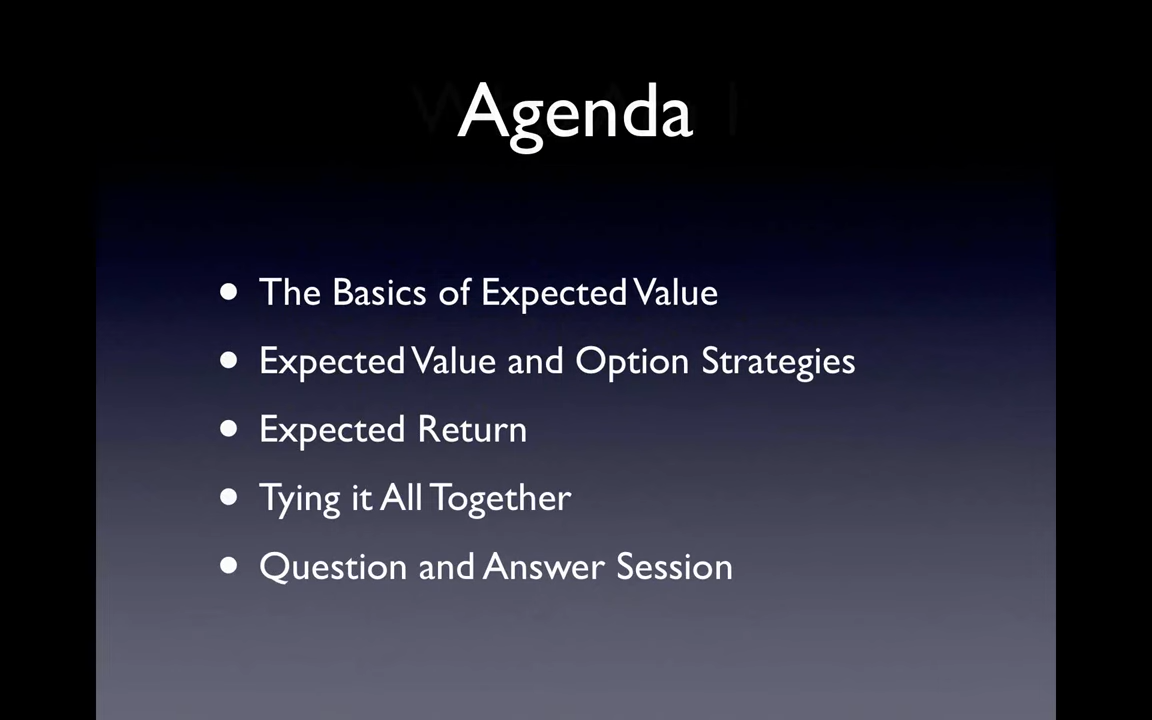 Agenda
• The Basics of Expected Value
• Expected Value and Option Strategies
• Expected Return
• Tying it All Together
• Question and Answer Session